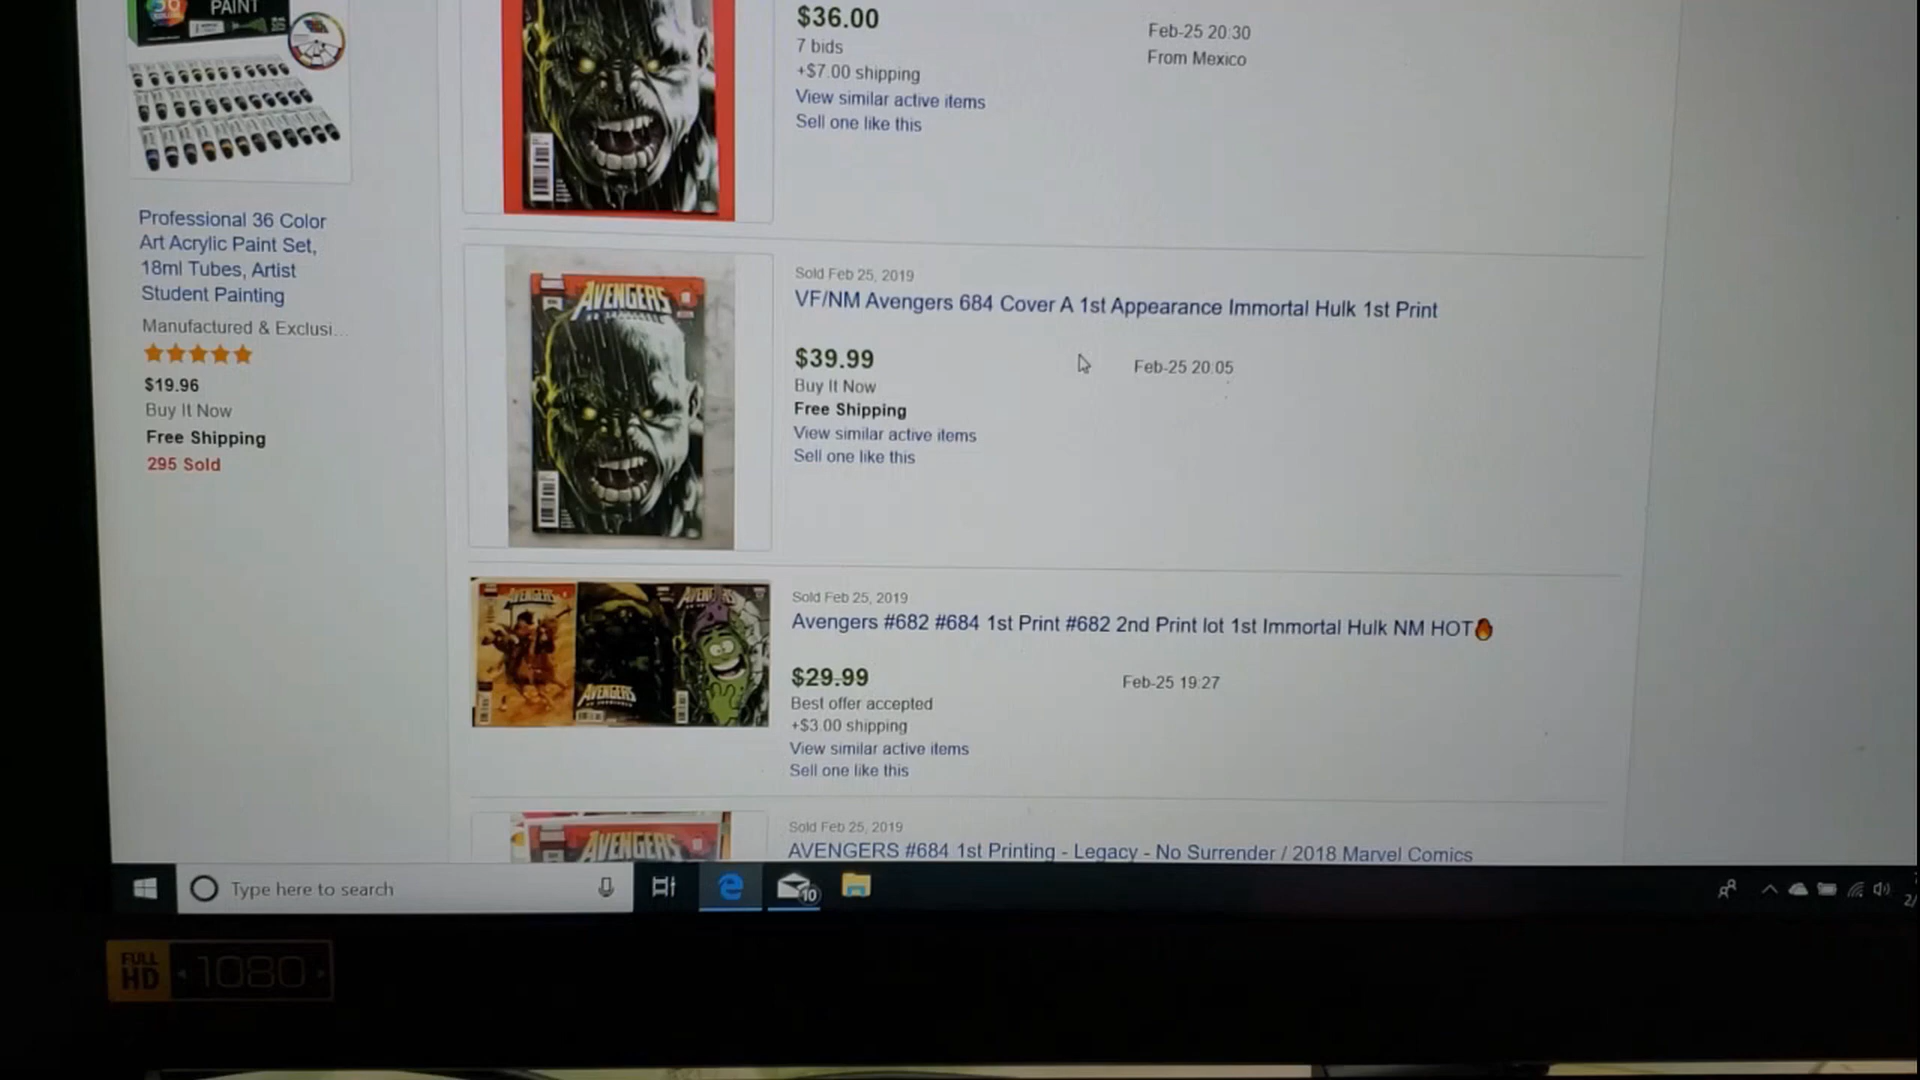 PAINT
Professional 36 Color
Art Acrylic Paint Set,
18ml Tubes, Artist
Student Painting
Manufactured & Exclusi...
$19.96
Buy It Now
Free Shipping
295 Sold
$36.00
7 bids
+$7.00 shipping
View similar active items
Sell one like this
Feb-25 20:30
From Mexico
AVENGERS
Sold Feb 25, 2019
VF/NM Avengers 684 Cover A 1st Appearance Immortal Hulk 1st Print
$39.99
Buy It Now
Free Shipping
View similar active items
Sell one like this
Feb-25 20:05
AVENGERS
AVENGERS
AVENGERS
Sold Feb 25, 2019
Avengers #682 #684 1st Print #682 2nd Print lot 1st Immortal Hulk NM HOT🔥
$29.99
Best offer accepted
+$3.00 shipping
View similar active items
Sell one like this
Feb-25 19:27
AVENGERS
Sold Feb 25, 2019
AVENGERS #684 1st Printing - Legacy - No Surrender / 2018 Marvel Comics
Type here to search
10
2/
FULL
HD
1080